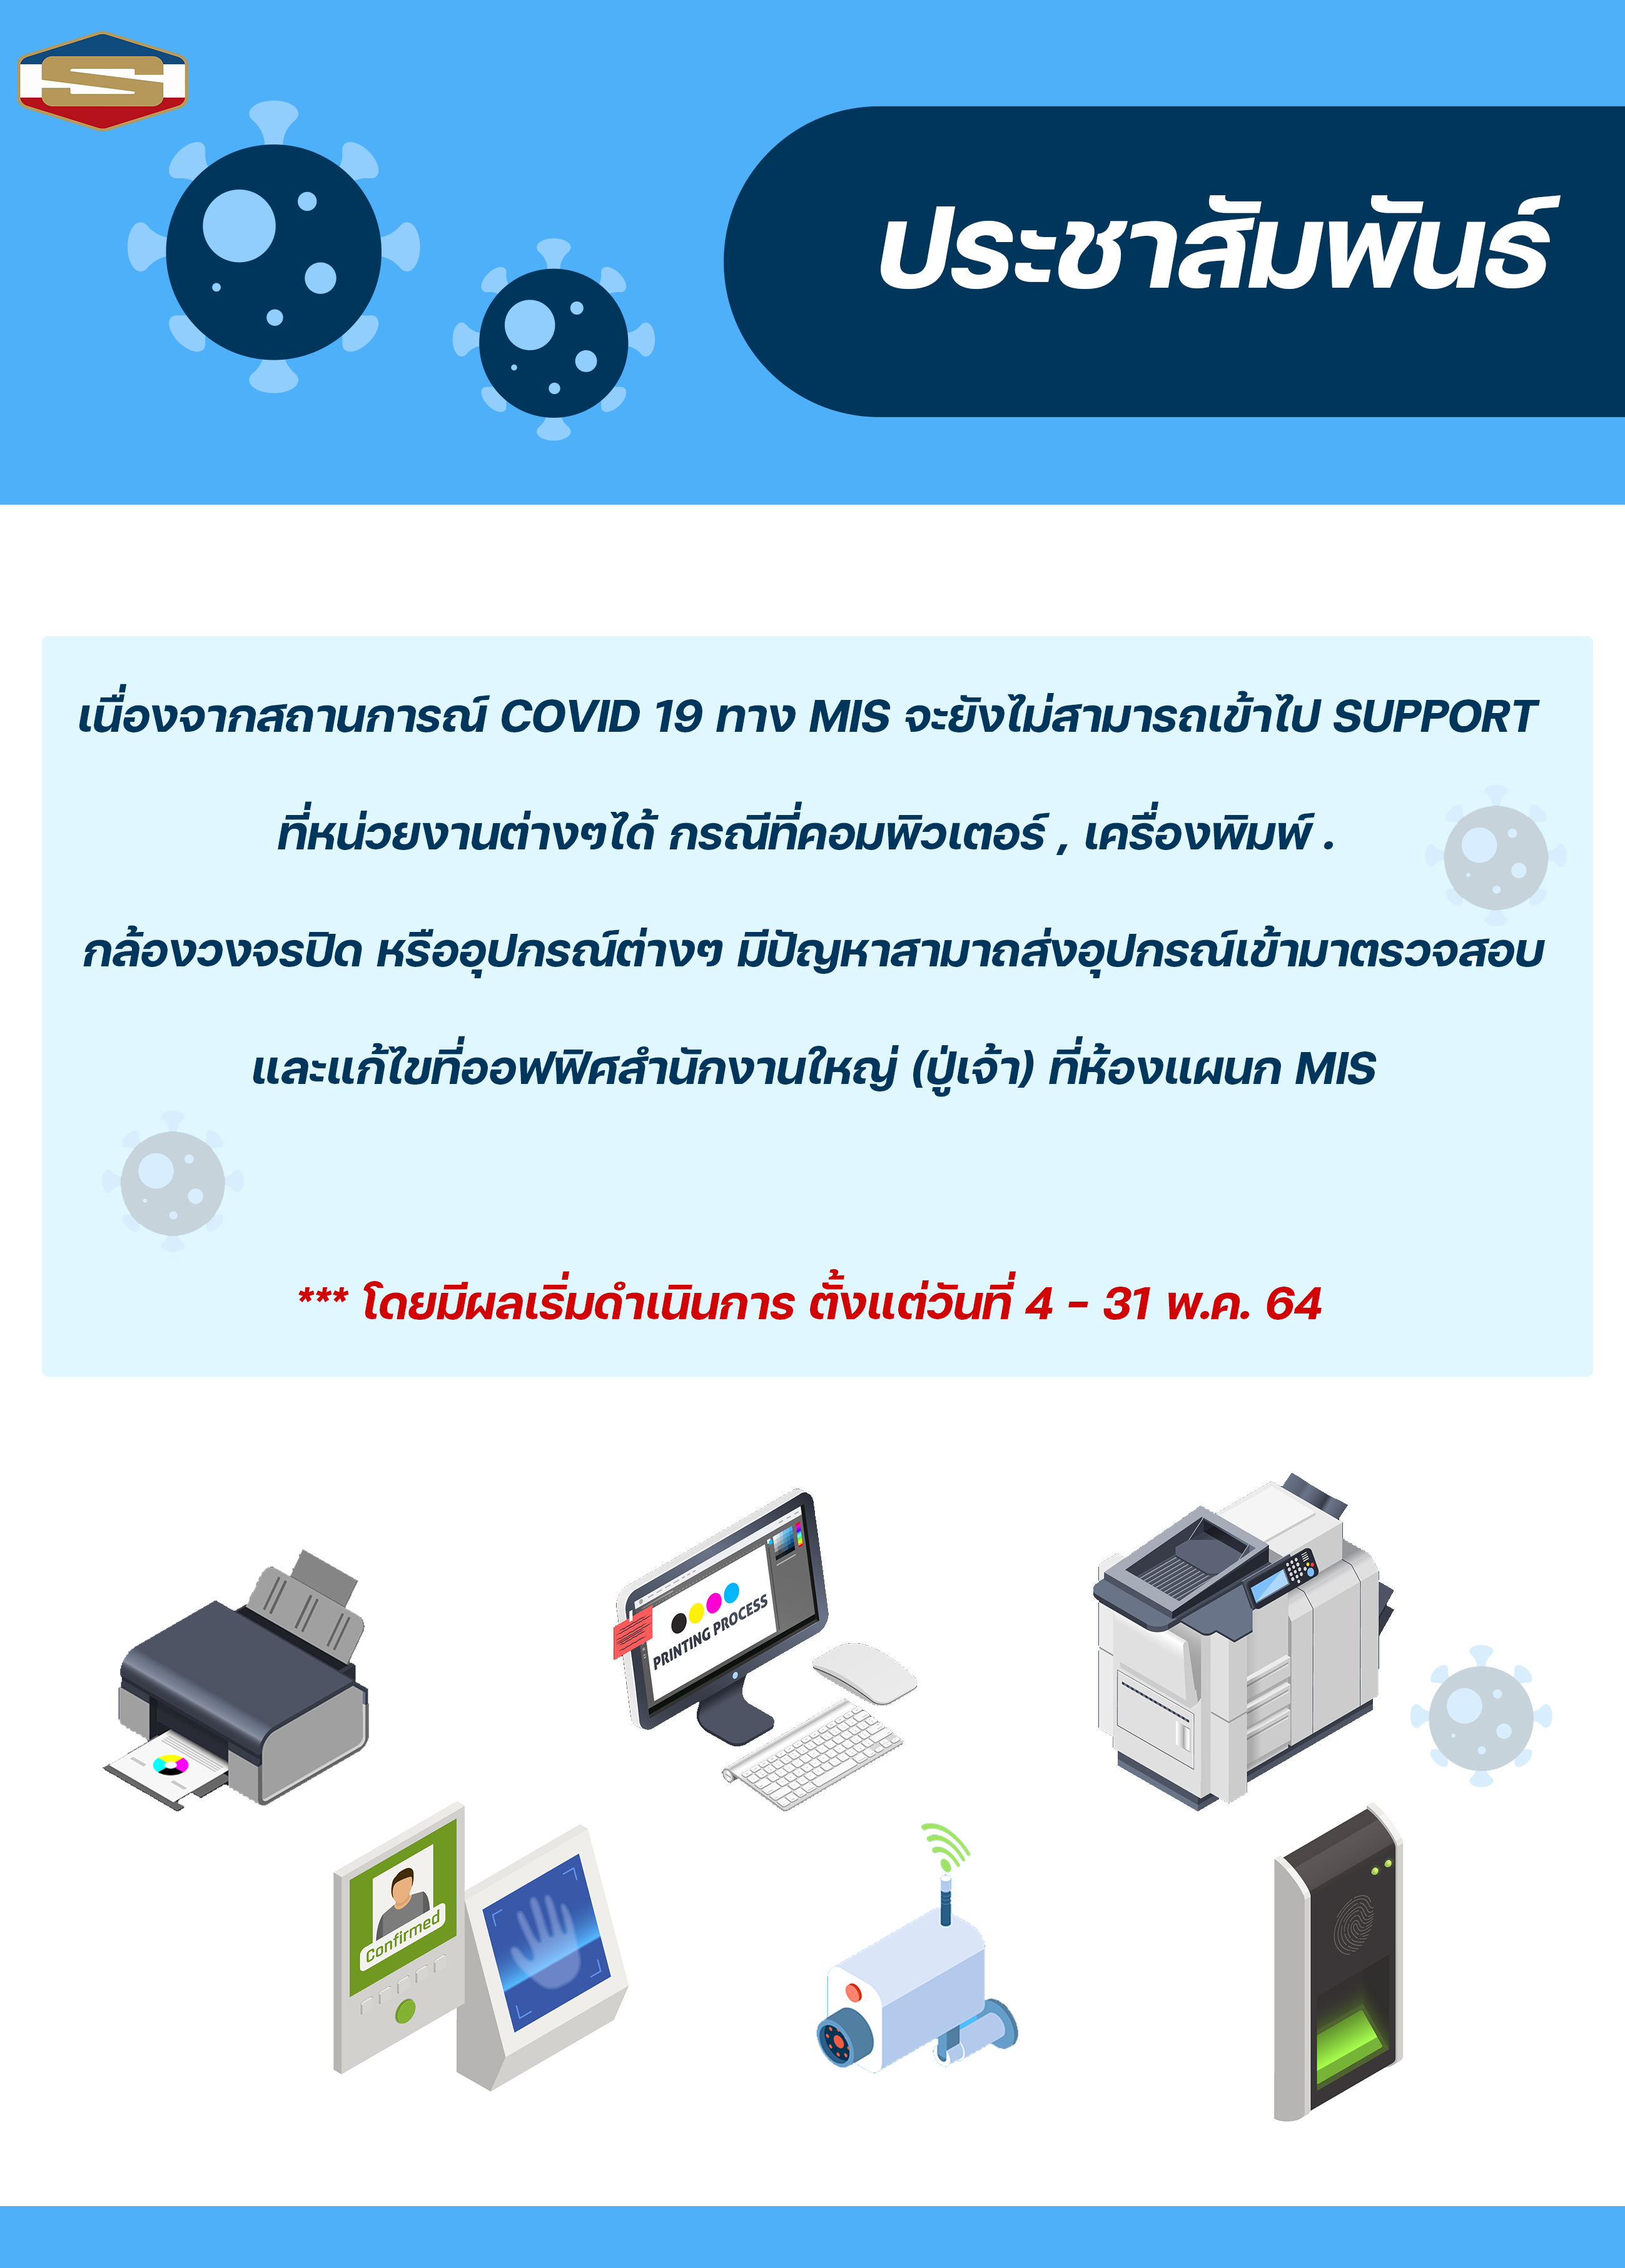 ประชาสัมพันธ์
เนื่องจากสถานการณ์ COVID 19 ทาง MIS จะยังไม่สามารถเข้าไป SUPPORT
ที่หน่วยงานต่างๆได้ กรณีที่คอมพิวเตอร์ , เครื่องพิมพ์ .
กล้องวงจรปิด หรืออุปกรณ์ต่างๆ มีปัญหาสามาถส่งอุปกรณ์เข้ามาตรวจสอบ
และแก้ไขที่ออฟฟิศสำนักงานใหญ่ (ปู่เจ้า) ที่ห้องแผนก MIS
*** โดยมีผลเริ่มดำเนินการ ตั้งแต่วันที่ 4 - 31 พ.ค. 64
PRINTING PROCESS
Confirmed